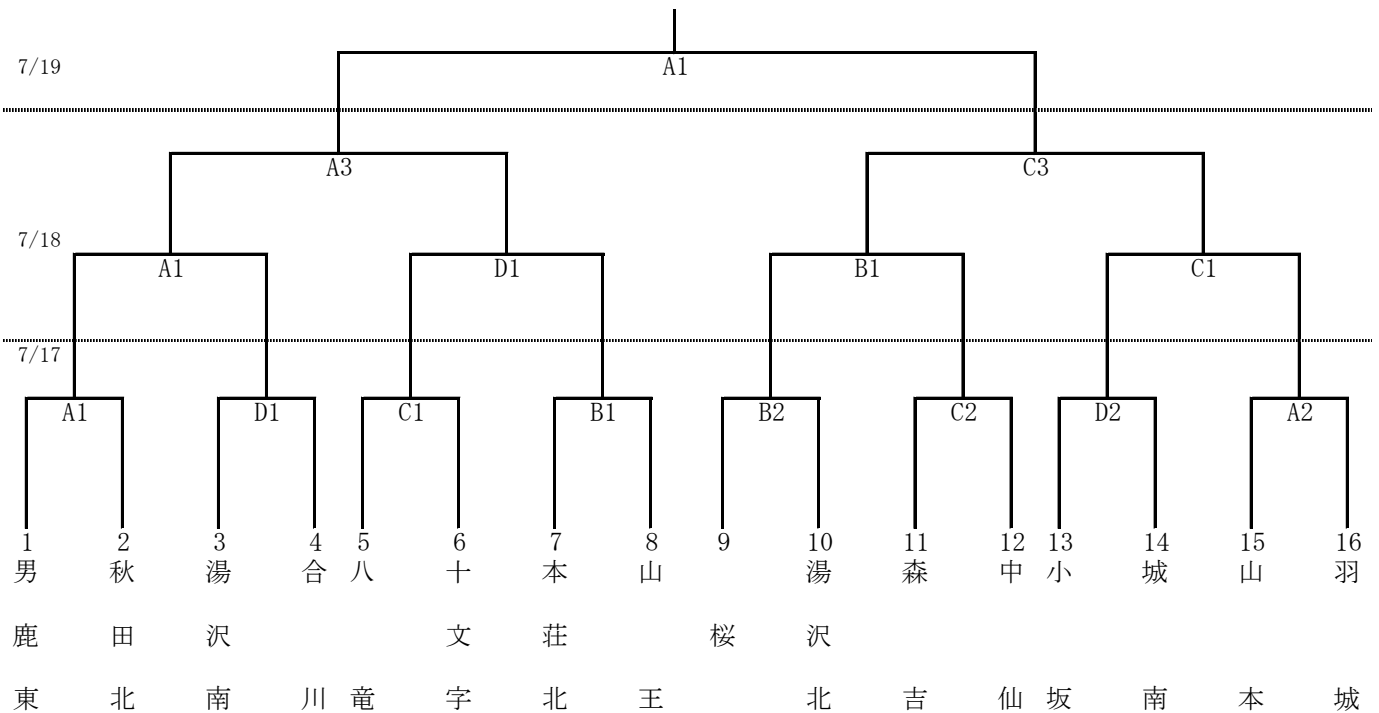 A1
7/19
A3 C3
7/18
A1 D1 B1 C1
7/17
A1 D1 C1 B1 B2 C2 D2 A2
1 2 3 4 5 6 7 8 9 10 11 12 13 14 15 16
男鹿東
秋田北
湯沢南
合川
八竜
十文字
本荘北
山王
桜
湯沢北
森吉
中仙
小坂
城南
山本
羽城